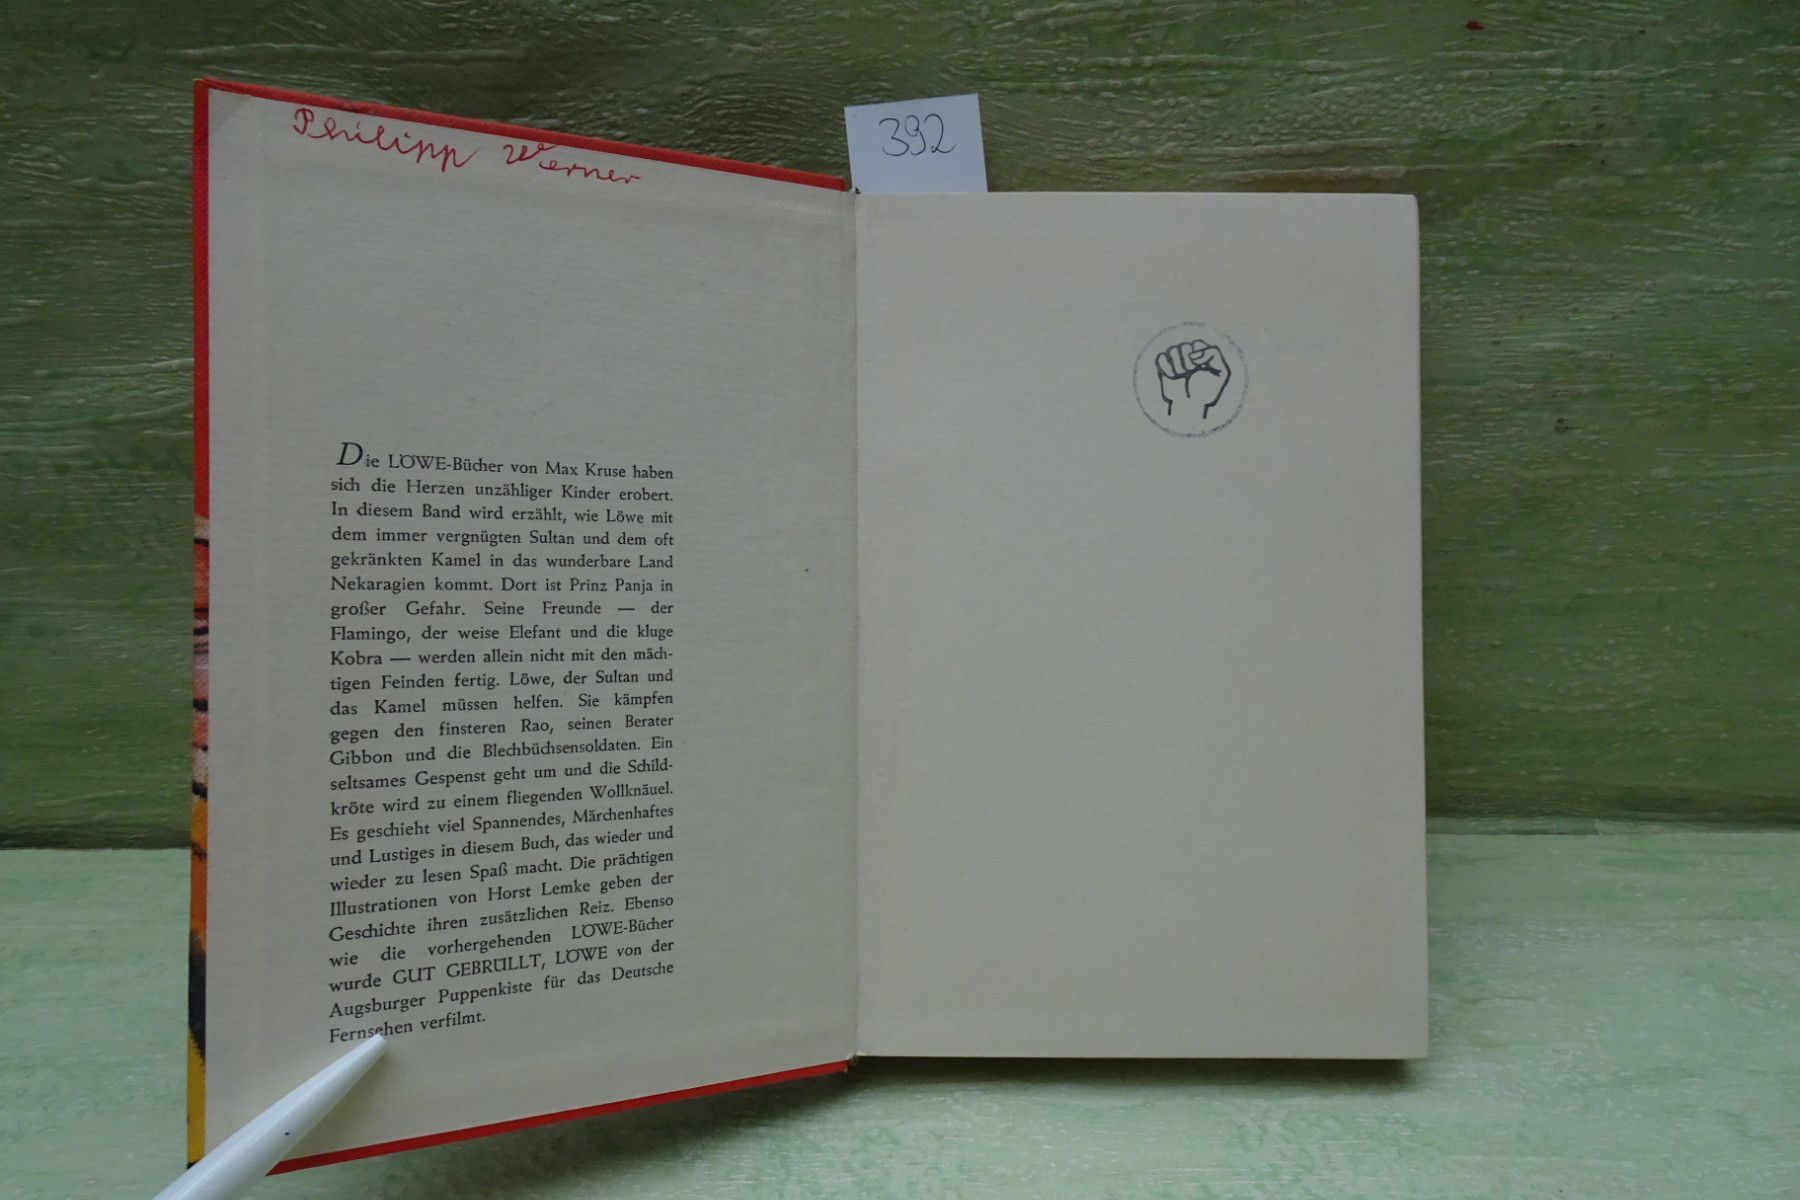 Philipp Werner
392
Die LÖWE-Bücher von Max Kruse haben
sich die Herzen unzähliger Kinder erobert.
In diesem Band wird erzählt, wie Löwe mit
dem immer vergnügten Sultan und dem oft
gekränkten Kamel in das wunderbare Land
Nekaragien kommt. Dort ist Prinz Panja in
großer Gefahr. Seine Freunde — der
Flamingo, der weise Elefant und die kluge
Kobra — werden allein nicht mit den mäch-
tigen Feinden fertig. Löwe, der Sultan und
das Kamel müssen helfen. Sie kämpfen
gegen den finsteren Rao, seinen Berater
Gibbon und die Blechbüchsensoldaten. Ein
seltsames Gespenst geht um und die Schild-
kröte wird zu einem fliegenden Wollknäuel.
Es geschieht viel Spannendes, Märchenhaftes
und Lustiges in diesem Buch, das wieder und
wieder zu lesen Spaß macht. Die prächtigen
Illustrationen von Horst Lemke geben der
Geschichte ihren zusätzlichen Reiz. Ebenso
wie die vorhergehenden LÖWE-Bücher
wurde GUT GEBRÜLLT, LÖWE von der
Augsburger Puppenkiste für das Deutsche
Fernsehen verfilmt.